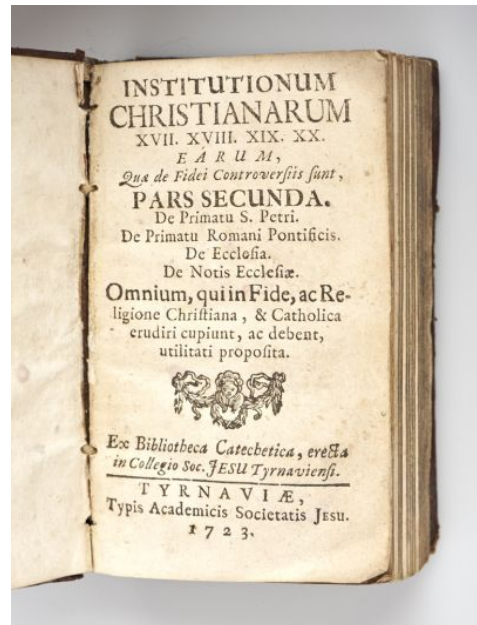 INSTITUTIONUM
CHRISTIANARUM
XVII. XVIII. XIX. XX.
EARUM,
Quæ de Fidei Controverſiis ſunt,
PARS SECUNDA.
De Primatu S. Petri.
De Primatu Romani Pontificis.
De Eccleſia.
De Notis Eccleſiæ.
Omnium, qui in Fide, ac Re-
ligione Chriſtiana, & Catholica
erudiri cupiunt, ac debent,
utilitati propoſita.
Ex Bibliotheca Catechetica, erecta
in Collegio Soc. JESU Tyrnavienſi.
TYRNAVIÆ,
Typis Academicis Societatis JESU.
1723.